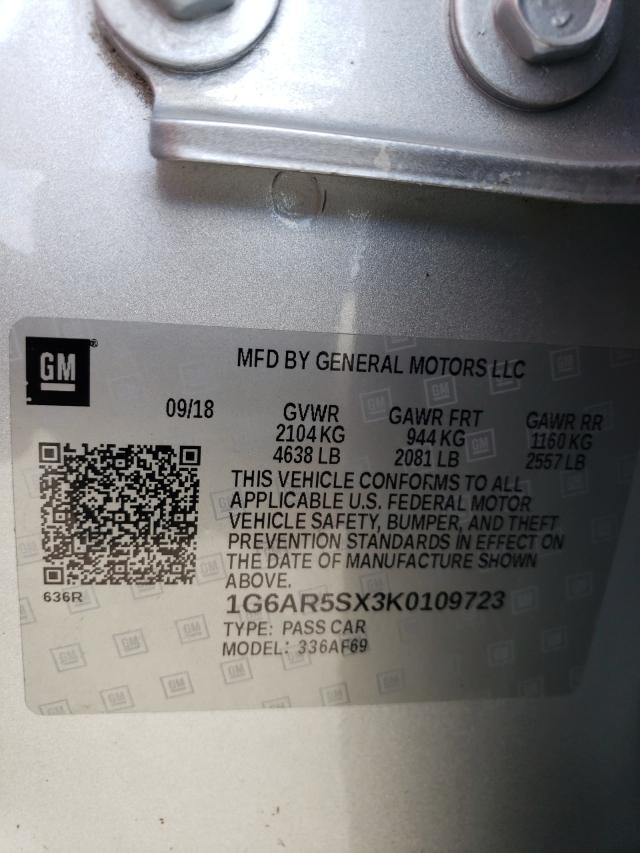 GM
MFD BY GENERAL MOTORS LLC
09/18 GVWR GAWR FRT GAWR RR
2104 KG 944 KG 1160 KG
4638 LB 2081 LB 2557 LB
THIS VEHICLE CONFORMS TO ALL
APPLICABLE U.S. FEDERAL MOTOR
VEHICLE SAFETY, BUMPER, AND THEFT
PREVENTION STANDARDS IN EFFECT ON
THE DATE OF MANUFACTURE SHOWN
ABOVE.
636R
1G6AR5SX3K0109723
TYPE: PASS CAR
MODEL: 336AF69